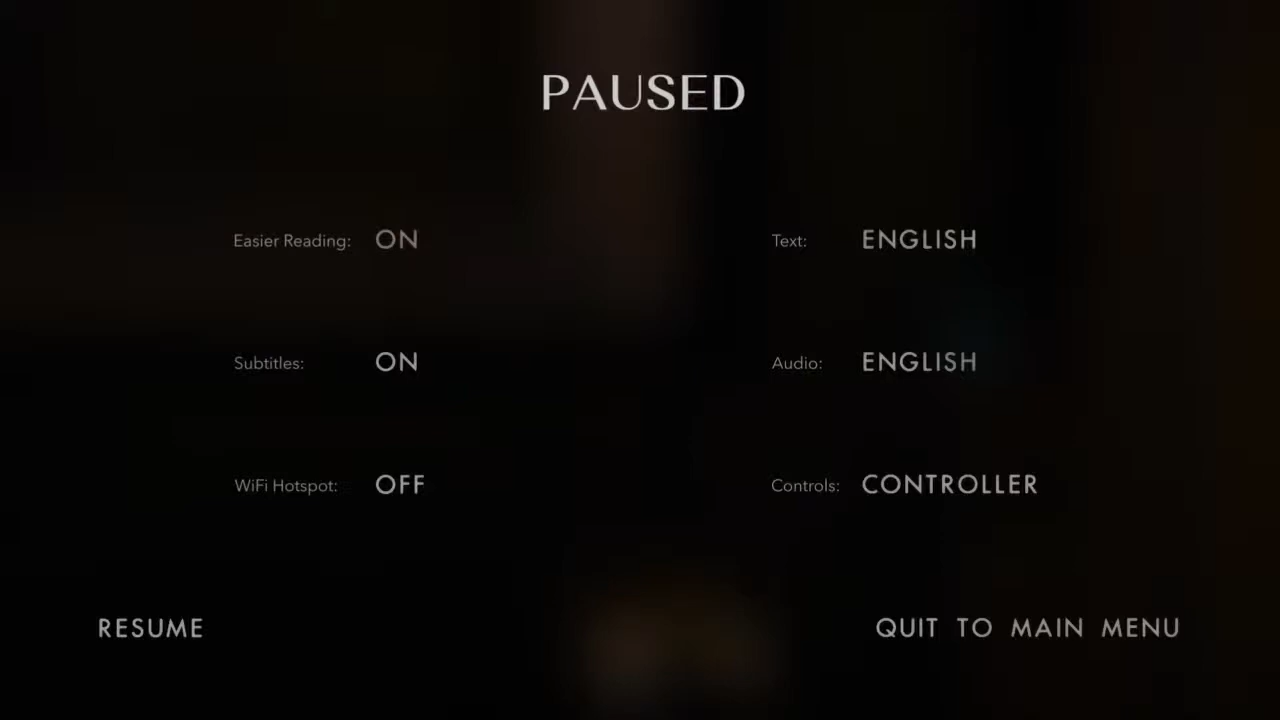 PAUSED
Easier Reading: ON
Text: ENGLISH
Subtitles: ON
Audio: ENGLISH
WiFi Hotspot: OFF
Controls: CONTROLLER
RESUME
QUIT TO MAIN MENU